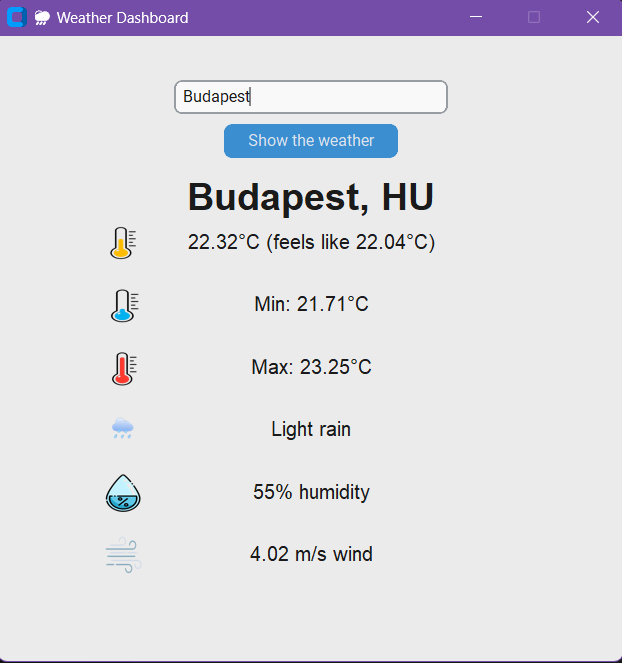 Weather Dashboard
Budapest
Show the weather
Budapest, HU
22.32°C (feels like 22.04°C)
Min: 21.71°C
Max: 23.25°C
Light rain
%
55% humidity
4.02 m/s wind